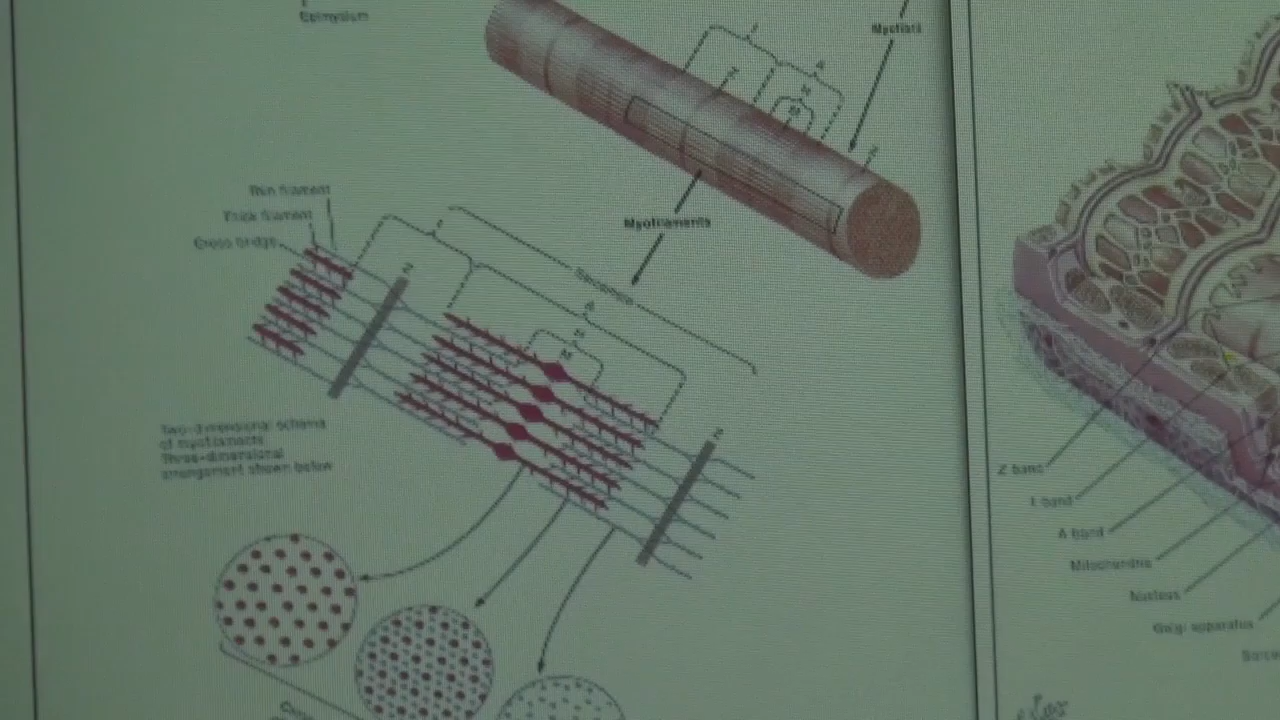 Epimysium
Myofibril
I
A
Z
H
M
Z
Thin filament
Thick filament
Cross bridge
Myofilaments
I
Z
Sarcomere
A
H
M
Z
Two-dimensional schema
of myofilaments.
Three-dimensional
arrangement shown below
Z band
I band
A band
Mitochondria
Nucleus
Golgi apparatus